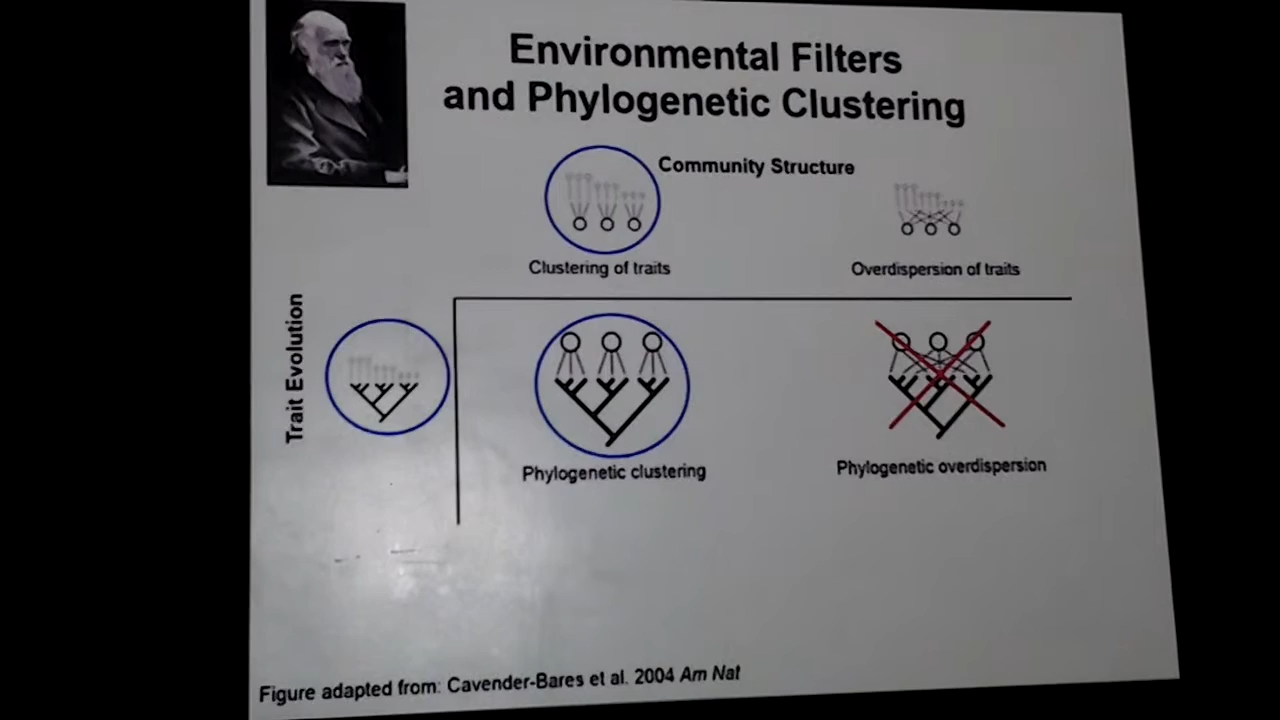 Environmental Filters
and Phylogenetic Clustering
Community Structure
Clustering of traits
Overdispersion of traits
Trait Evolution
Phylogenetic clustering
Phylogenetic overdispersion
Figure adapted from: Cavender-Bares et al. 2004 Am Nat